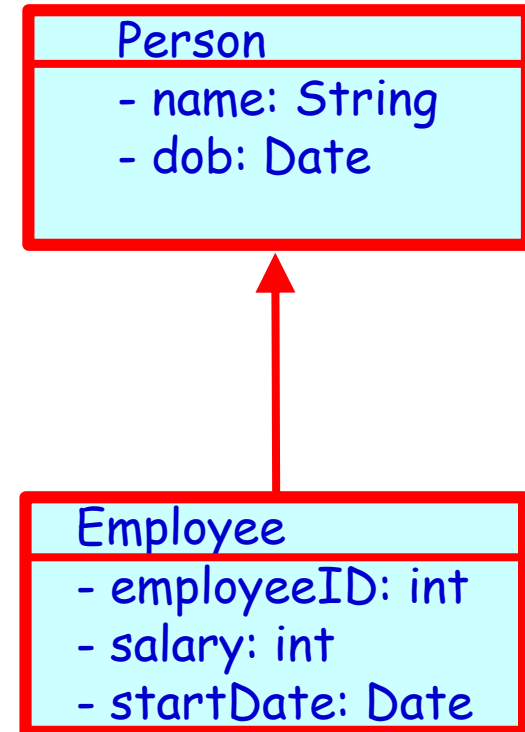 Person
- name: String
- dob: Date
Employee
- employeeID: int
- salary: int
- startDate: Date